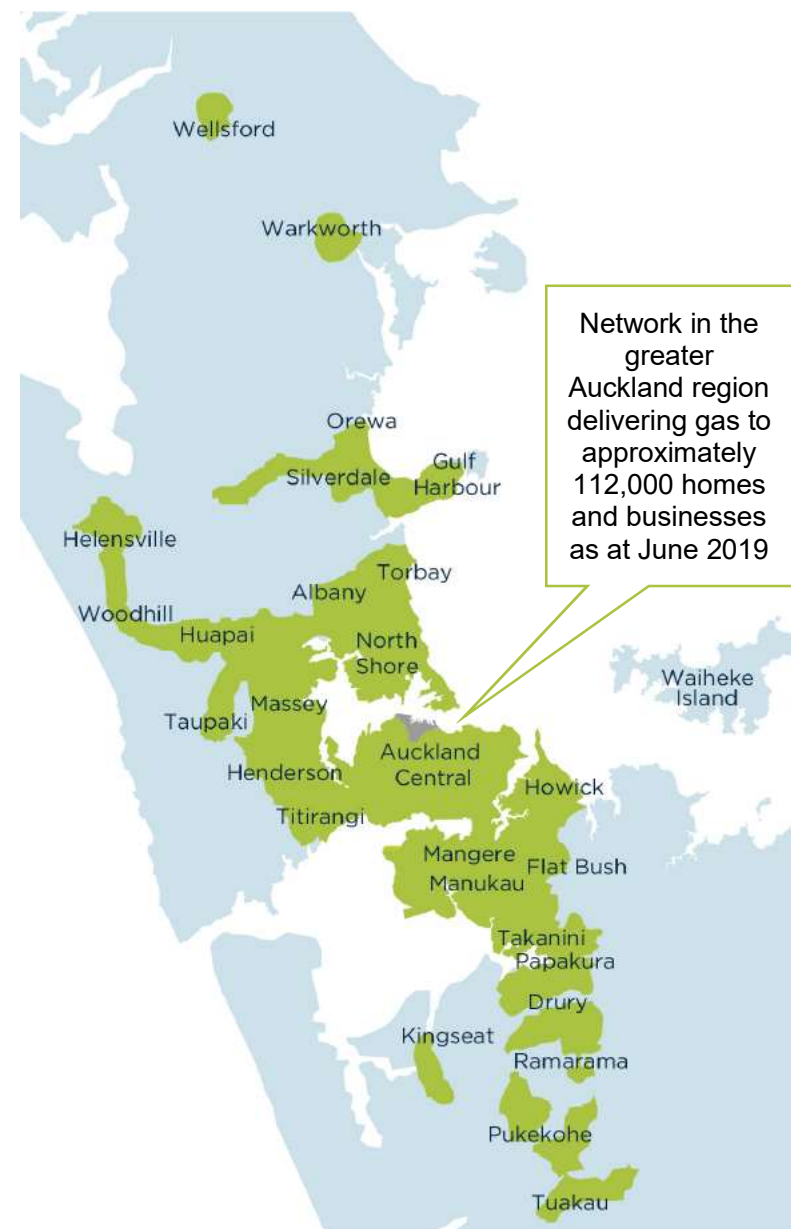 Wellsford
Warkworth
Network in the
greater
Auckland region
delivering gas to
approximately
112,000 homes
and businesses
as at June 2019
Orewa
Silverdale
Gulf
Harbour
Helensville
Torbay
Albany
Woodhill
Huapai
North
Shore
Waiheke
Island
Massey
Taupaki
Auckland
Central
Henderson
Howick
Titirangi
Mangere
Flat Bush
Manukau
Takanini
Papakura
Drury
Kingseat
Ramarama
Pukekohe
Tuakau